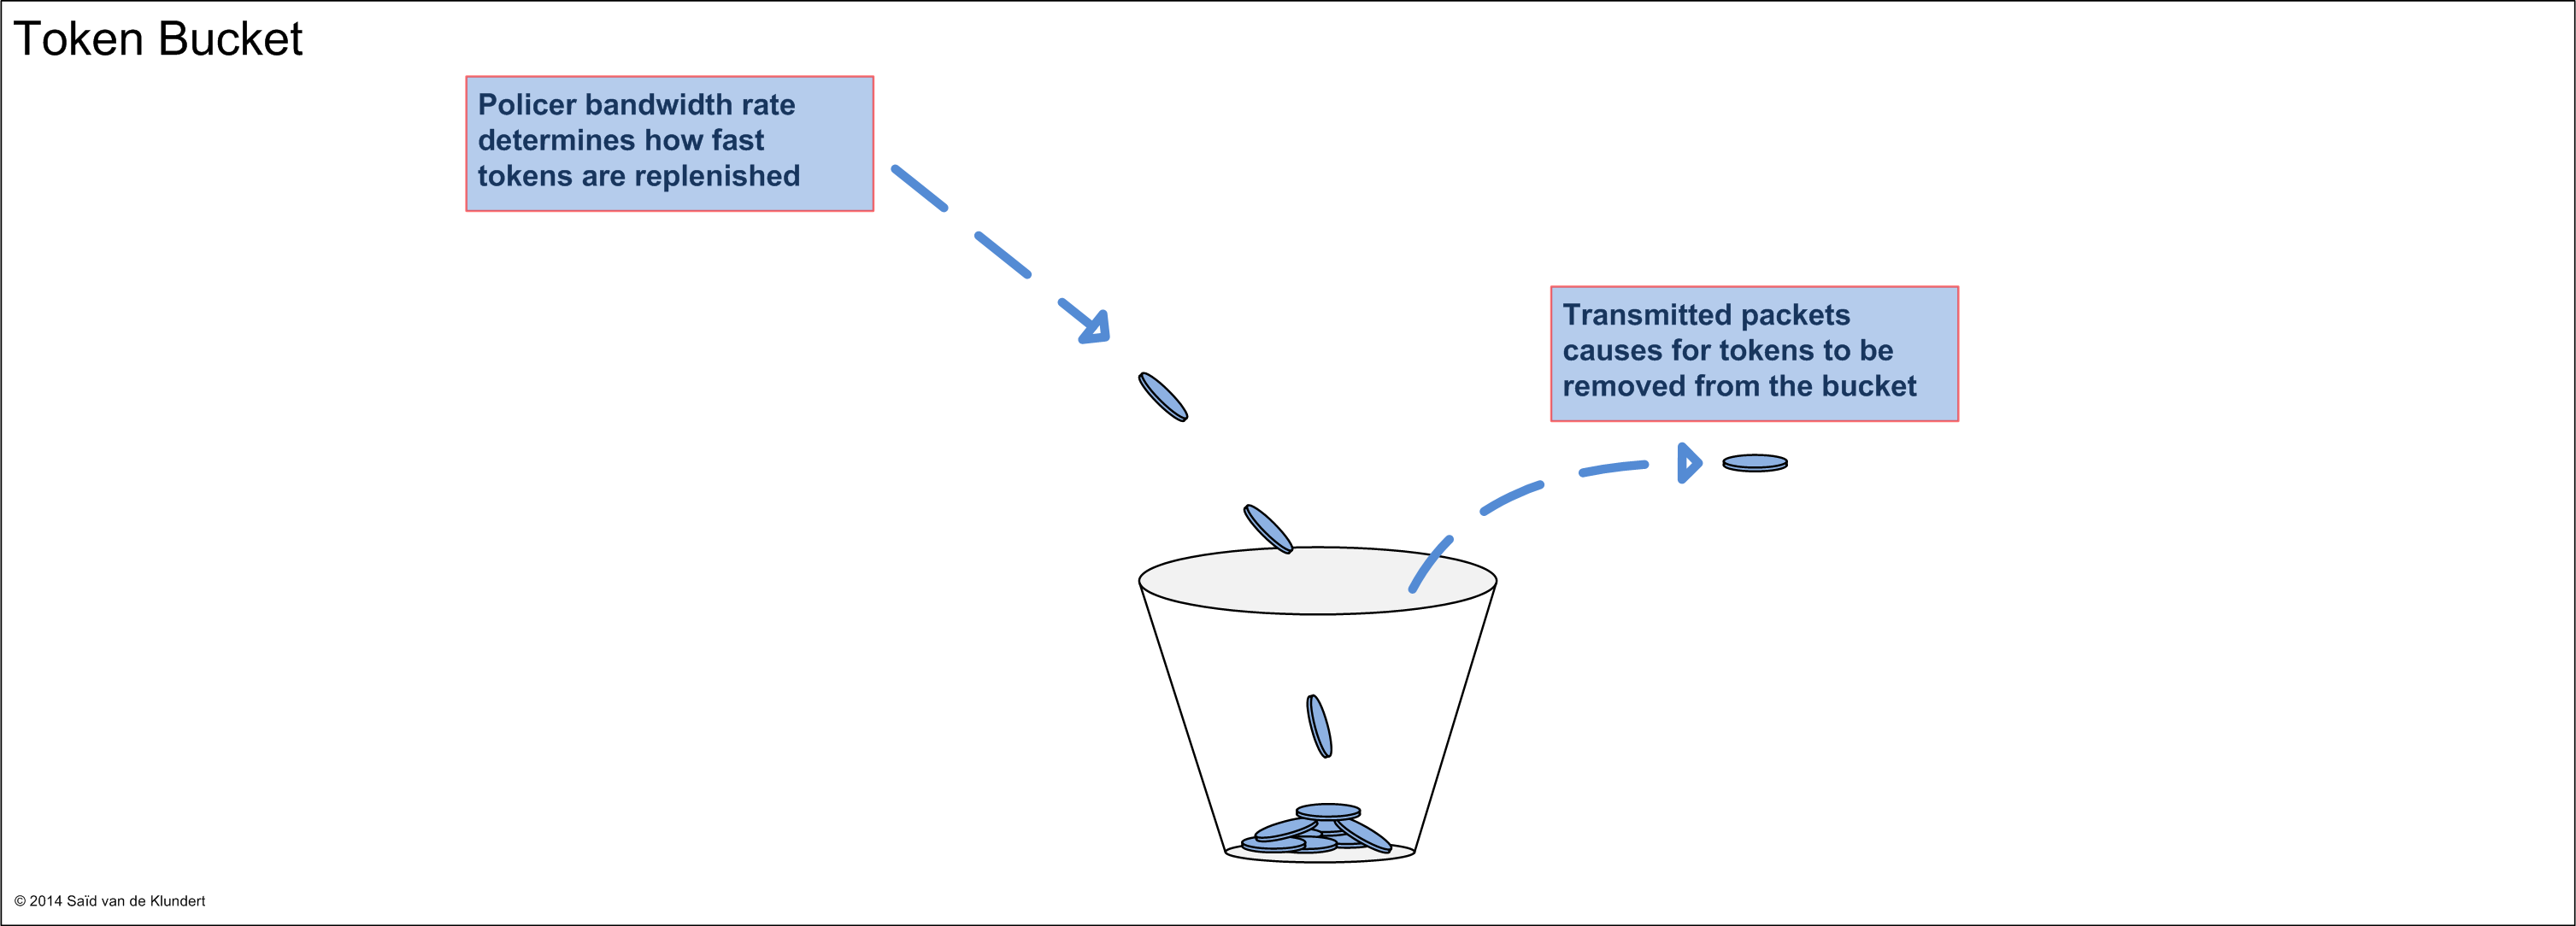 Token Bucket
Policer bandwidth rate
determines how fast
tokens are replenished
Transmitted packets
causes for tokens to be
removed from the bucket
© 2014 Saïd van de Klundert